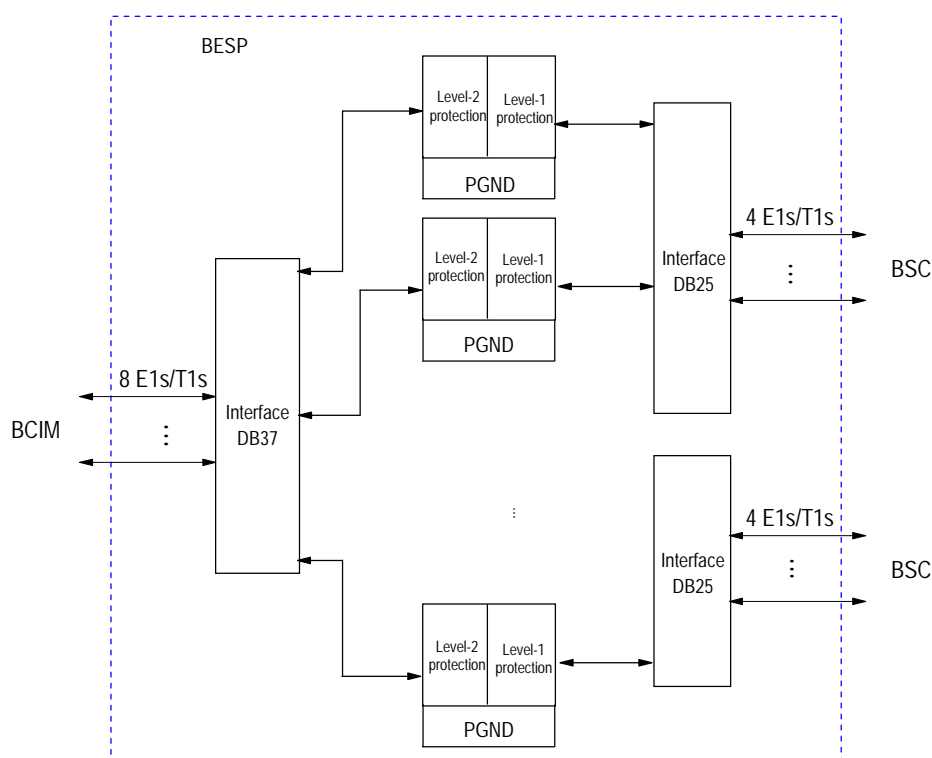 BESP
Level-2
protection
Level-1
protection
PGND
Level-2
protection
Level-1
protection
PGND
4 E1s/T1s
Interface
DB25
⋮
BSC
8 E1s/T1s
Interface
DB37
BCIM
⋮
⋮
4 E1s/T1s
Interface
DB25
⋮
BSC
Level-2
protection
Level-1
protection
PGND